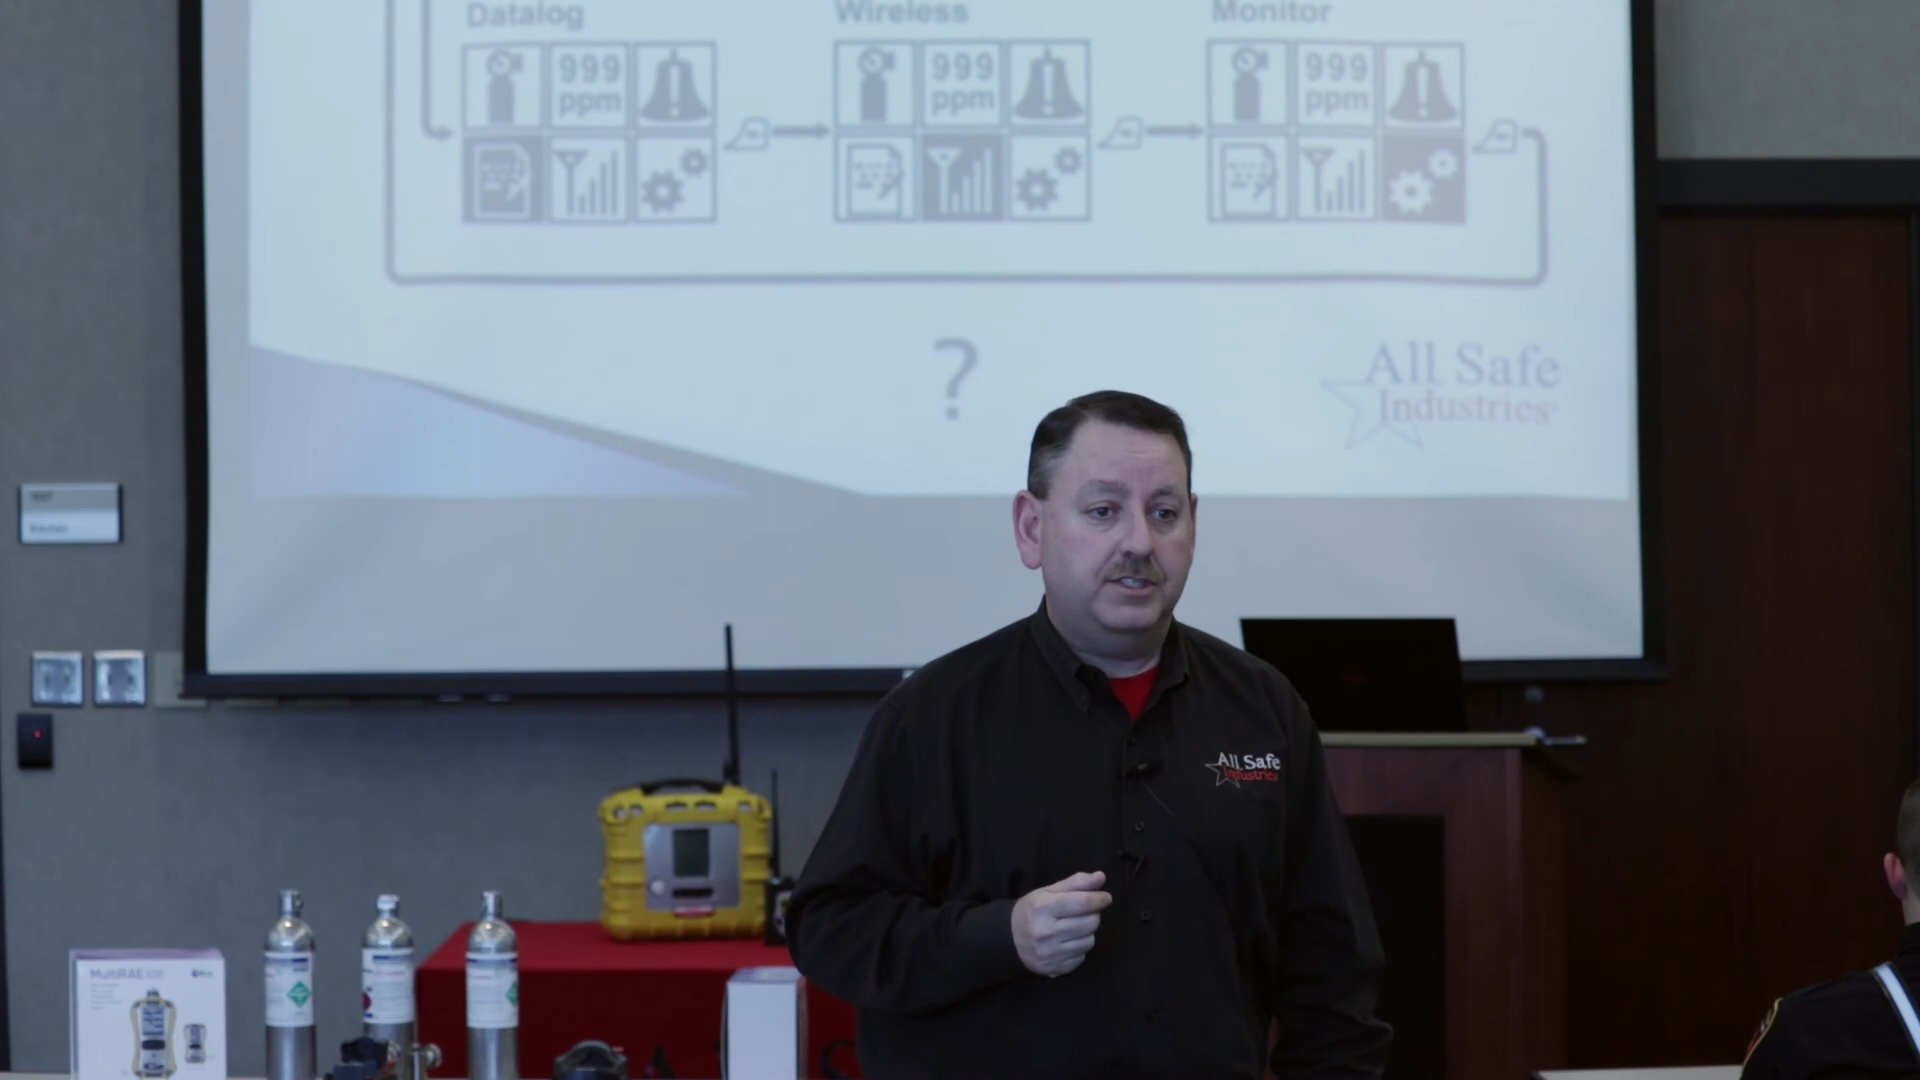 Datalog
Wireless
Monitor
999
ppm
999
ppm
999
ppm
?
All Safe
Industries
All Safe
Industries
MultiRAE